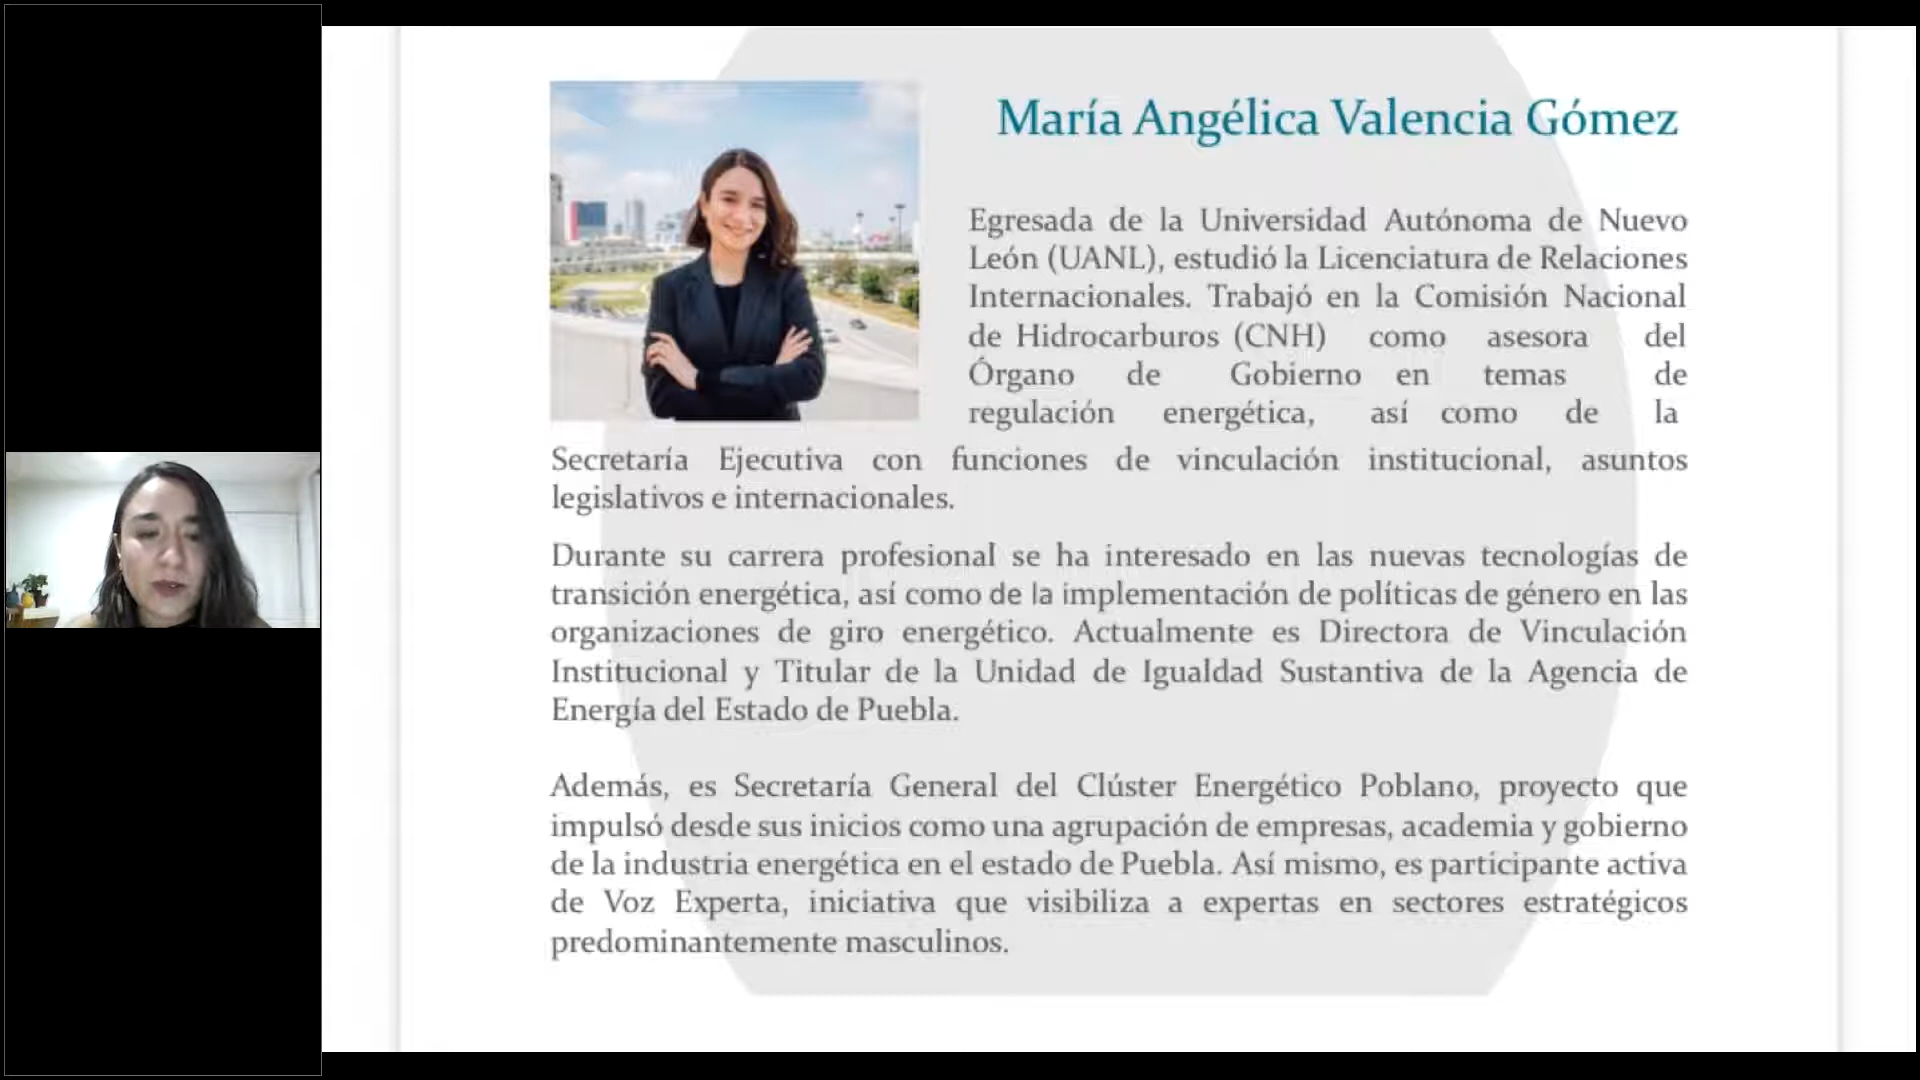 María Angélica Valencia Gómez
Egresada de la Universidad Autónoma de Nuevo
León (UANL), estudió la Licenciatura de Relaciones
Internacionales. Trabajó en la Comisión Nacional
de Hidrocarburos (CNH) como asesora del
Órgano de Gobierno en temas de
regulación energética, así como de la
Secretaría Ejecutiva con funciones de vinculación institucional, asuntos
legislativos e internacionales.
Durante su carrera profesional se ha interesado en las nuevas tecnologías de
transición energética, así como de la implementación de políticas de género en las
organizaciones de giro energético. Actualmente es Directora de Vinculación
Institucional y Titular de la Unidad de Igualdad Sustantiva de la Agencia de
Energía del Estado de Puebla.
Además, es Secretaría General del Clúster Energético Poblano, proyecto que
impulsó desde sus inicios como una agrupación de empresas, academia y gobierno
de la industria energética en el estado de Puebla. Así mismo, es participante activa
de Voz Experta, iniciativa que visibiliza a expertas en sectores estratégicos
predominantemente masculinos.